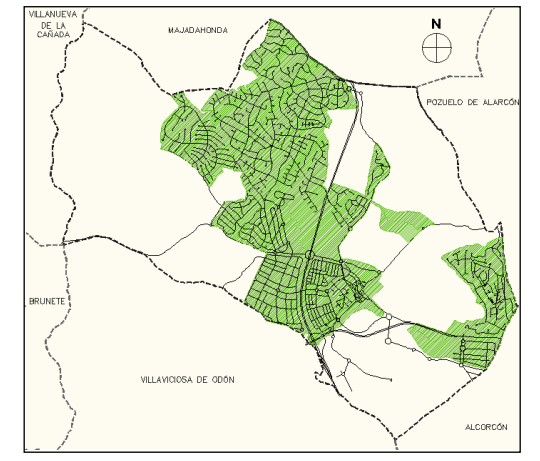 VILLANUEVA
DE LA
CAÑADA
MAJADAHONDA
N
POZUELO DE ALARCÓN
BRUNETE
VILLAVICIOSA DE ODÓN
ALCORCÓN